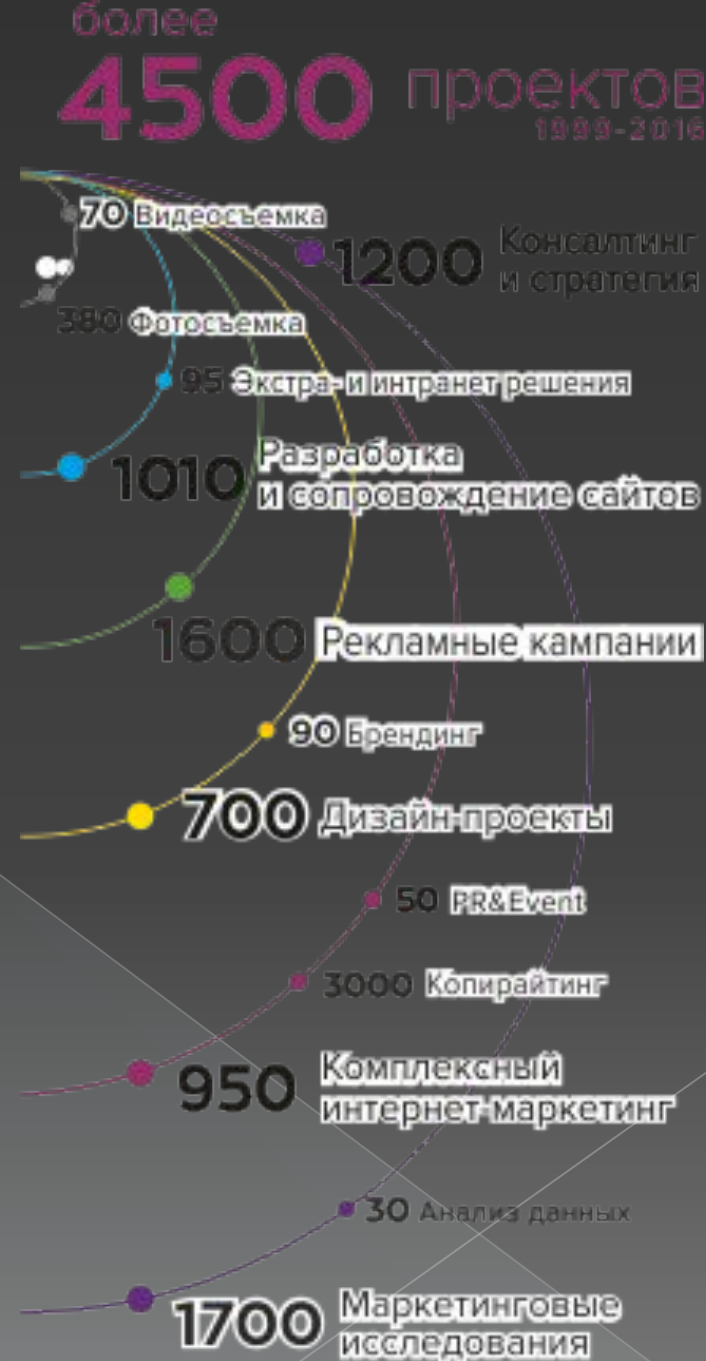 более
4500 проектов
1999-2016
70 Видеосъемка
1200 Консалтинг
и стратегия
380 Фотосъемка
95 Экстра- и интранет решения
1010 Разработка
и сопровождение сайтов
1600 Рекламные кампании
90 Брендинг
700 Дизайн-проекты
50 PR&Event
3000 Копирайтинг
950 Комплексный
интернет-маркетинг
30 Анализ данных
1700 Маркетинговые
исследования